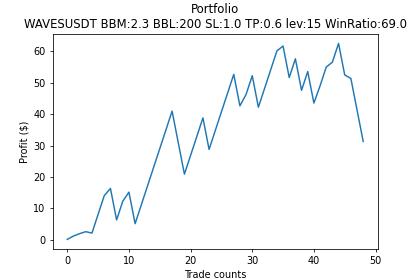 Portfolio
WAVESUSDT BBM:2.3 BBL:200 SL:1.0 TP:0.6 lev:15 WinRatio:69.0
60
50
40
30
20
10
0
Profit ($)
0 10 20 30 40 50
Trade counts